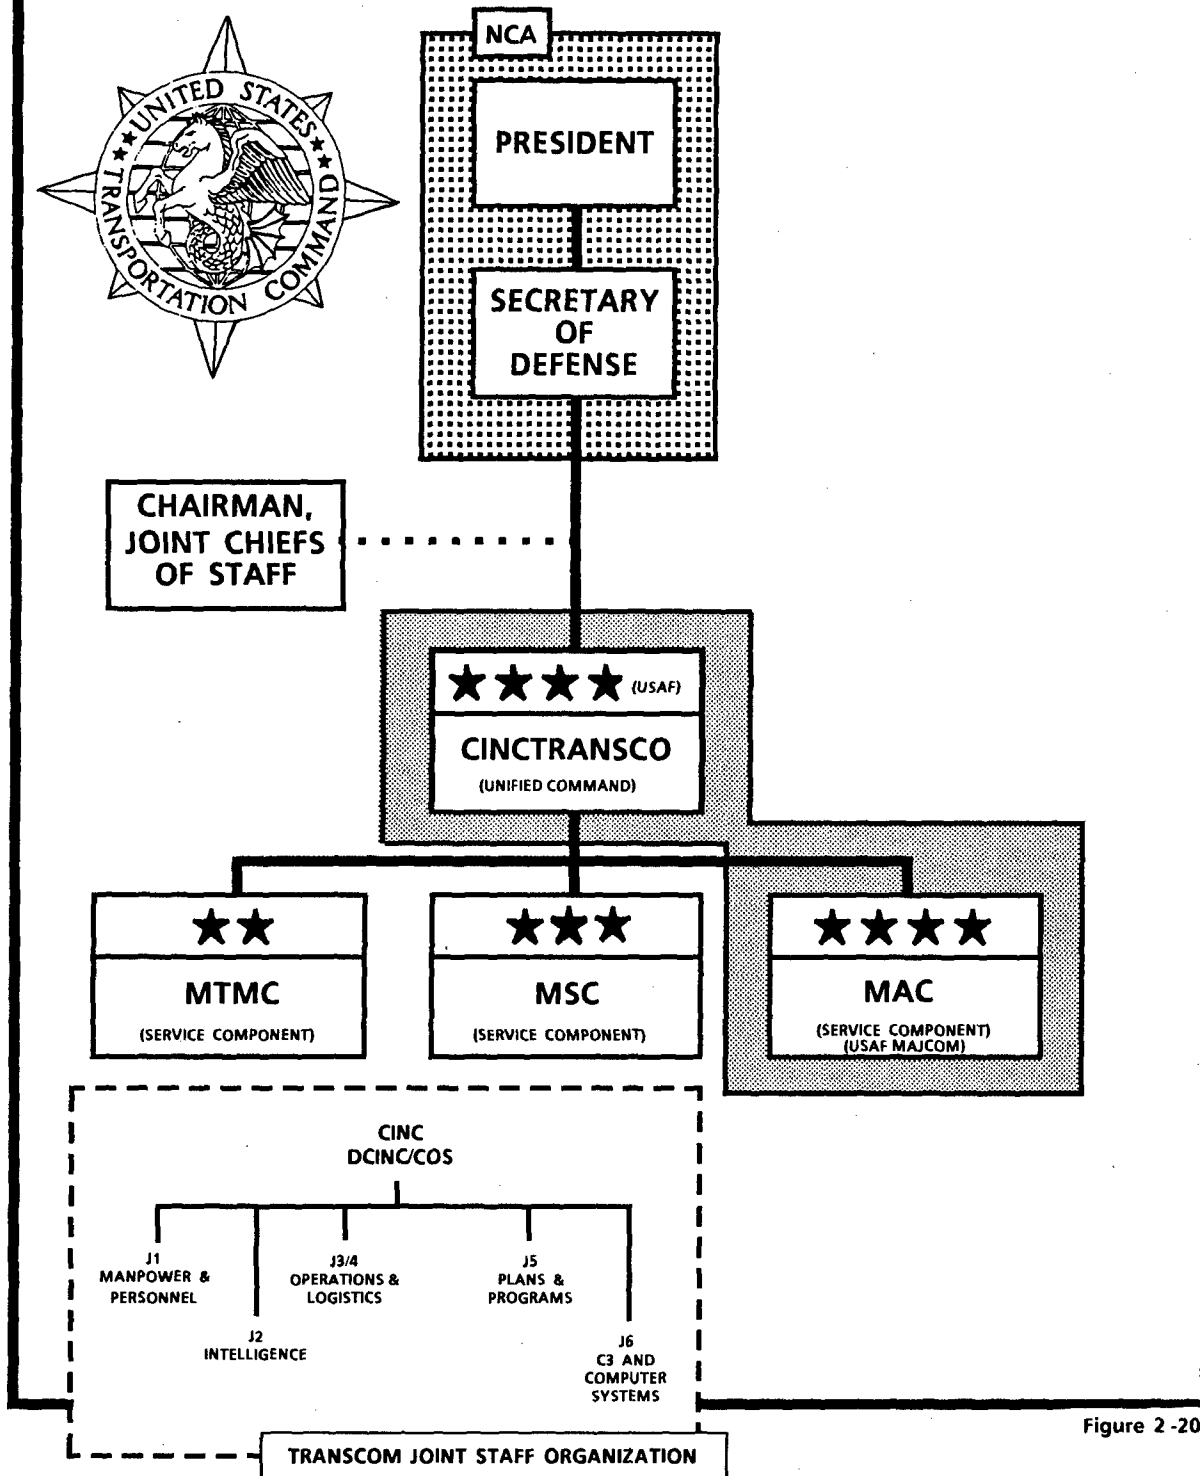 NCA
UNITED STATES
TRANSPORTATION COMMAND
PRESIDENT
SECRETARY
OF
DEFENSE
CHAIRMAN,
JOINT CHIEFS
OF STAFF
(USAF)
CINCTRANSCO
(UNIFIED COMMAND)
MTMC
(SERVICE COMPONENT)
MSC
(SERVICE COMPONENT)
MAC
(SERVICE COMPONENT)
(USAF MAJCOM)
CINC
DCINC/COS
J1
MANPOWER &
PERSONNEL
J2
INTELLIGENCE
J3/4
OPERATIONS &
LOGISTICS
J5
PLANS &
PROGRAMS
J6
C3 AND
COMPUTER
SYSTEMS
Figure 2-20
TRANSCOM JOINT STAFF ORGANIZATION